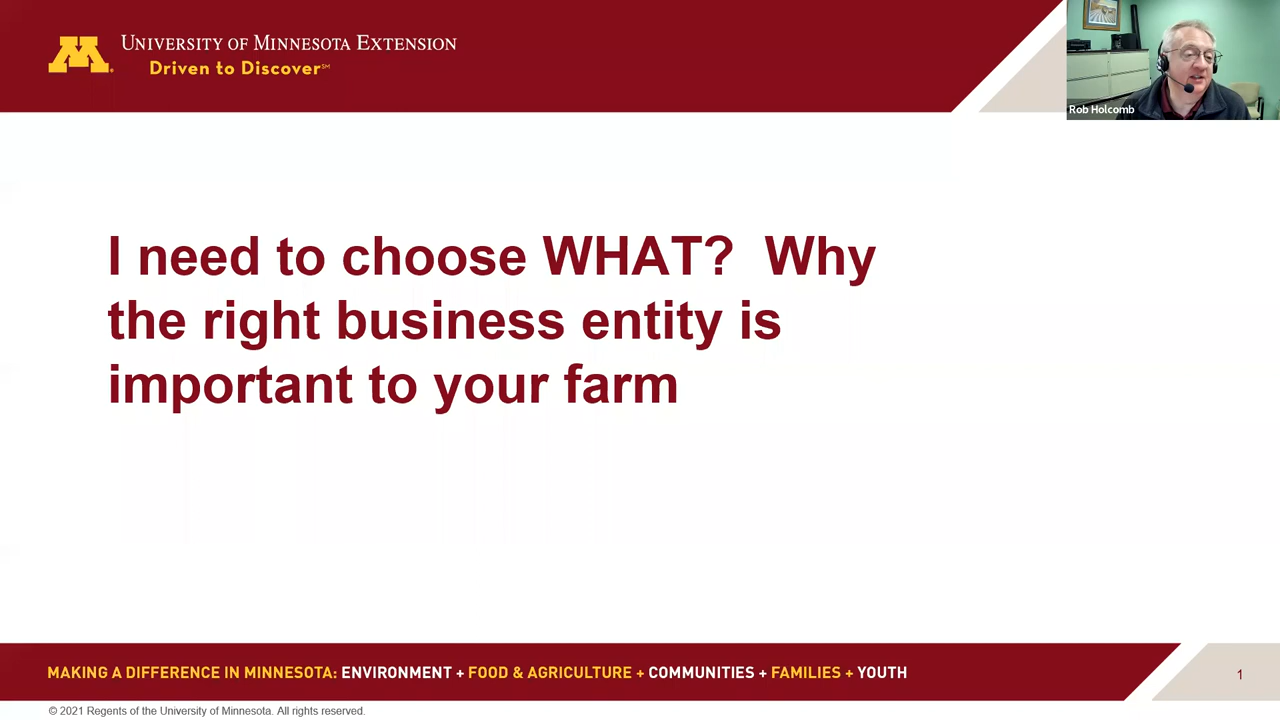 UNIVERSITY OF MINNESOTA EXTENSION
Driven to Discover℠
Rob Holcomb
I need to choose WHAT?  Why
the right business entity is
important to your farm
MAKING A DIFFERENCE IN MINNESOTA: ENVIRONMENT + FOOD & AGRICULTURE + COMMUNITIES + FAMILIES + YOUTH
1
© 2021 Regents of the University of Minnesota. All rights reserved.